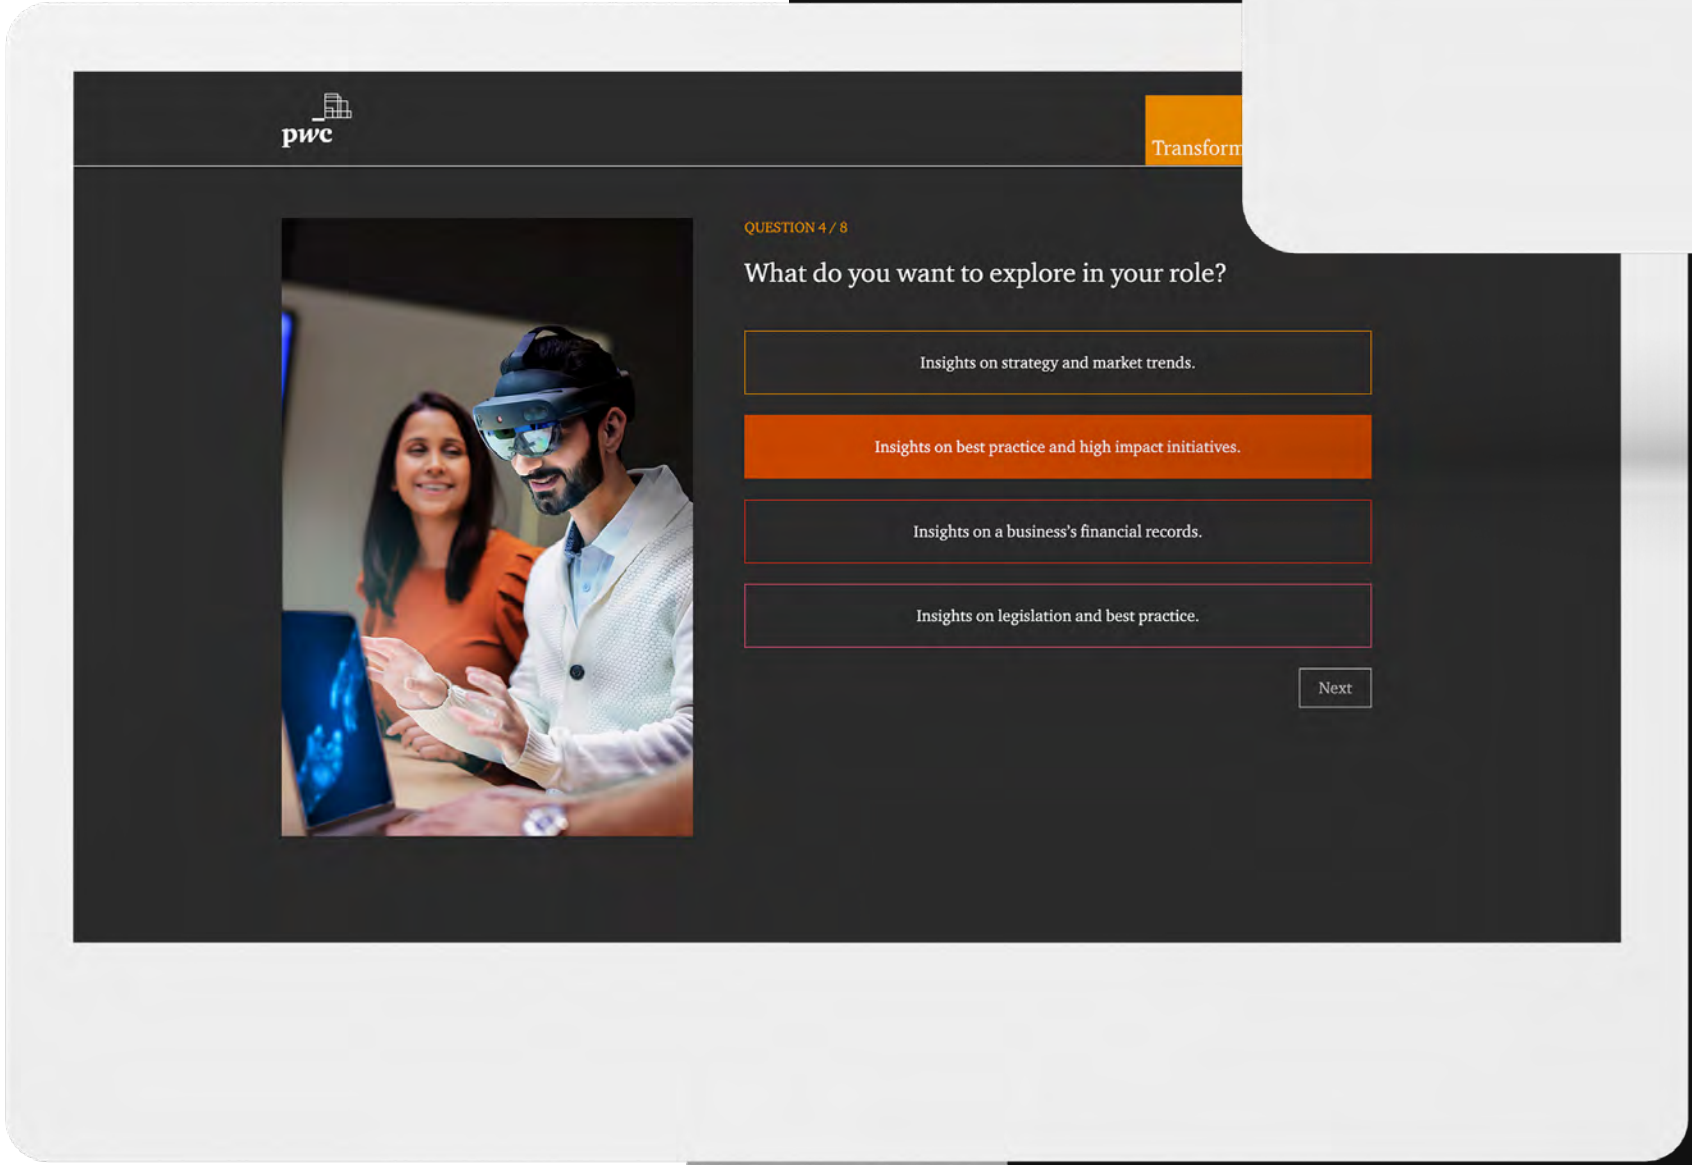 pwc
Transform
QUESTION 4 / 8
What do you want to explore in your role?
Insights on strategy and market trends.
Insights on best practice and high impact initiatives.
Insights on a business's financial records.
Insights on legislation and best practice.
Next